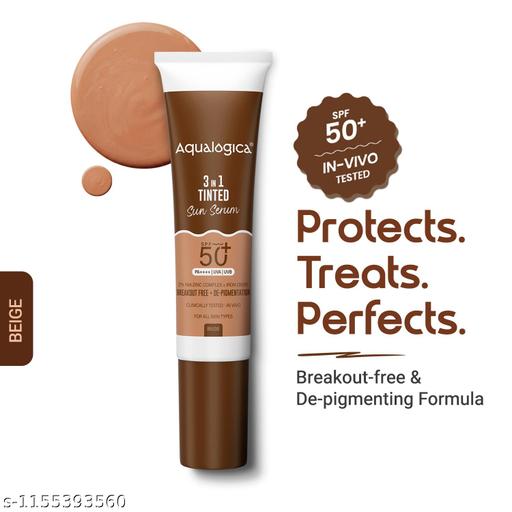 Aqualogica®
3 IN 1
TINTED
Sun Serum
SPF
50+
PA++++ | UVA | UVB
BREAKOUT FREE + DE-PIGMENTATION
CLINICALLY TESTED · IN-VIVO
FOR ALL SKIN TYPES
BEIGE
SPF
50+
IN-VIVO
TESTED
Protects.
Treats.
Perfects.
Breakout-free &
De-pigmenting Formula
BEIGE
s-1155393560